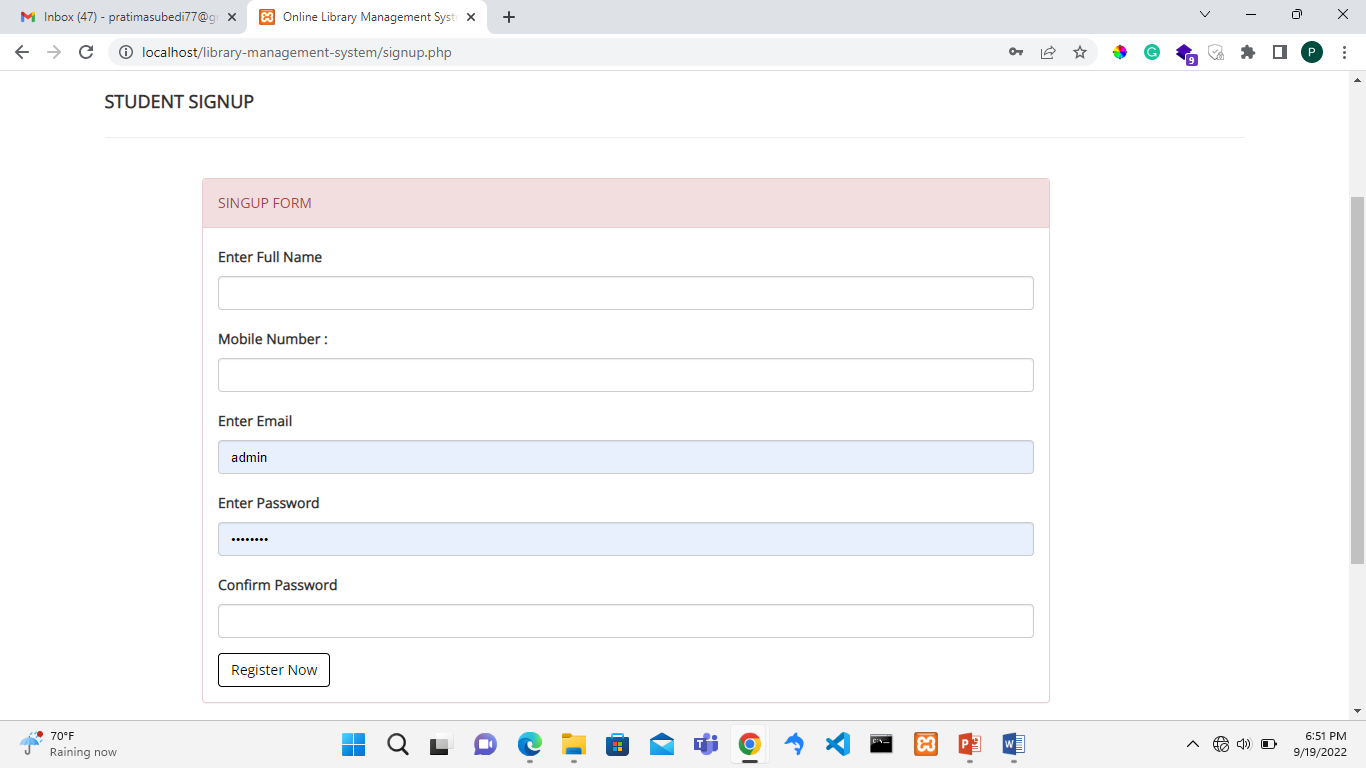 Inbox (47) - pratimasubedi77@g
Online Library Management Syst
localhost/library-management-system/signup.php
9
P
STUDENT SIGNUP
SINGUP FORM
Enter Full Name
Mobile Number :
Enter Email
admin
Enter Password
••••••••
Confirm Password
Register Now
70°F
Raining now
6:51 PM
9/19/2022